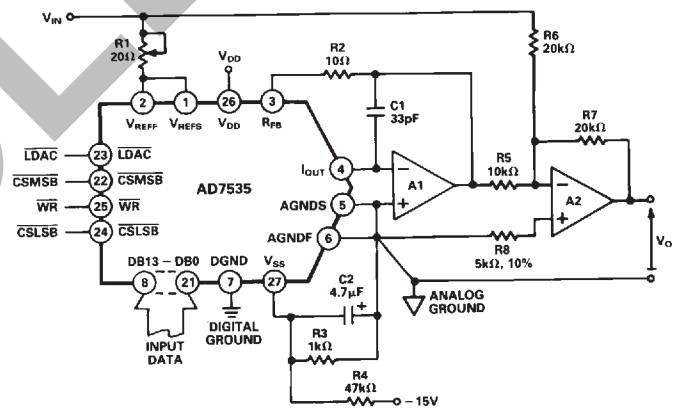 VIN
R1
20Ω
VDD
R2
10Ω
R6
20kΩ
C1
33pF
R7
20kΩ
2
1
26
3
VREFF
VREFS
VDD
RFB
LDAC
23
LDAC
CSMSB
22
CSMSB
WR
25
WR
CSLSB
24
CSLSB
AD7535
IOUT
4
AGNDS
5
AGNDF
6
−
+
A1
R5
10kΩ
−
+
A2
VO
R8
5kΩ, 10%
DB13 – DB0
DGND
VSS
8
21
7
27
C2
4.7μF
+
ANALOG
GROUND
DIGITAL
GROUND
INPUT
DATA
R3
1kΩ
R4
47kΩ
–15V